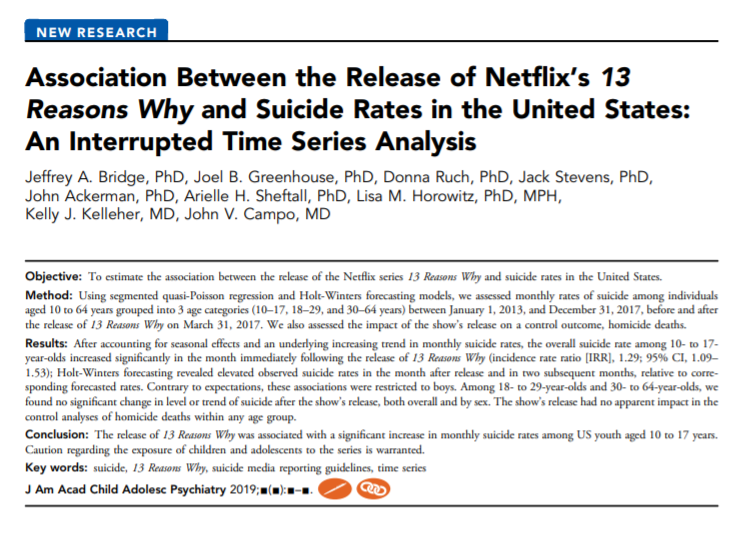 NEW RESEARCH
Association Between the Release of Netflix's 13
Reasons Why and Suicide Rates in the United States:
An Interrupted Time Series Analysis
Jeffrey A. Bridge, PhD, Joel B. Greenhouse, PhD, Donna Ruch, PhD, Jack Stevens, PhD,
John Ackerman, PhD, Arielle H. Sheftall, PhD, Lisa M. Horowitz, PhD, MPH,
Kelly J. Kelleher, MD, John V. Campo, MD
Objective: To estimate the association between the release of the Netflix series 13 Reasons Why and suicide rates in the United States.
Method: Using segmented quasi-Poisson regression and Holt-Winters forecasting models, we assessed monthly rates of suicide among individuals
aged 10 to 64 years grouped into 3 age categories (10–17, 18–29, and 30–64 years) between January 1, 2013, and December 31, 2017, before and after
the release of 13 Reasons Why on March 31, 2017. We also assessed the impact of the show's release on a control outcome, homicide deaths.
Results: After accounting for seasonal effects and an underlying increasing trend in monthly suicide rates, the overall suicide rate among 10- to 17-
year-olds increased significantly in the month immediately following the release of 13 Reasons Why (incidence rate ratio [IRR], 1.29; 95% CI, 1.09–
1.53); Holt-Winters forecasting revealed elevated observed suicide rates in the month after release and in two subsequent months, relative to corre-
sponding forecasted rates. Contrary to expectations, these associations were restricted to boys. Among 18- to 29-year-olds and 30- to 64-year-olds, we
found no significant change in level or trend of suicide after the show's release, both overall and by sex. The show's release had no apparent impact in the
control analyses of homicide deaths within any age group.
Conclusion: The release of 13 Reasons Why was associated with a significant increase in monthly suicide rates among US youth aged 10 to 17 years.
Caution regarding the exposure of children and adolescents to the series is warranted.
Key words: suicide, 13 Reasons Why, suicide media reporting guidelines, time series
J Am Acad Child Adolesc Psychiatry 2019;■(■):■–■.